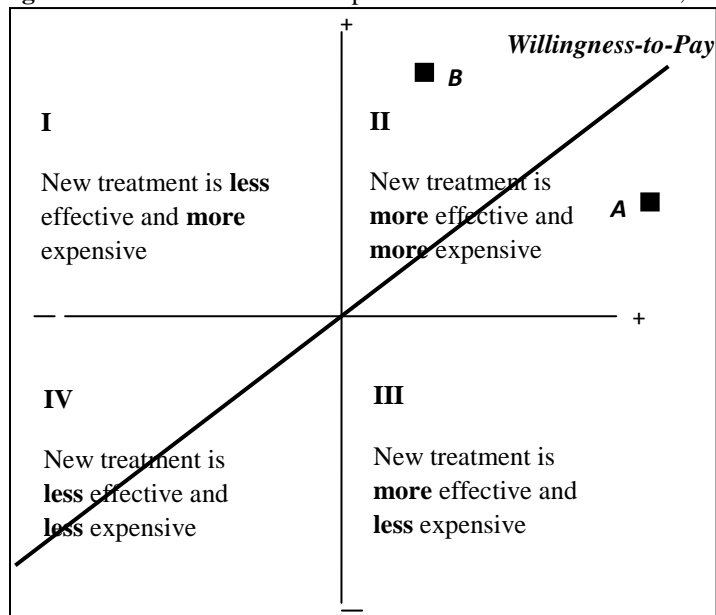 +
Willingness-to-Pay
B
I
II
New treatment is less
effective and more
expensive
New treatment is
more effective and
more expensive
A
— +
IV
III
New treatment is
less effective and
less expensive
New treatment is
more effective and
less expensive
—